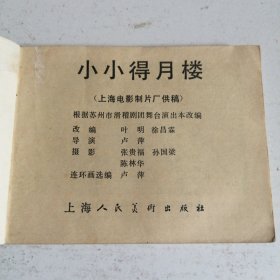 小小得月楼
（上海电影制片厂供稿）
根据苏州市滑稽剧团舞台演出本改编
改编 叶明 徐昌霖
导演 卢萍
摄影 张贵福 孙国梁
陈林华
连环画选编 卢萍
上海人民美术出版社